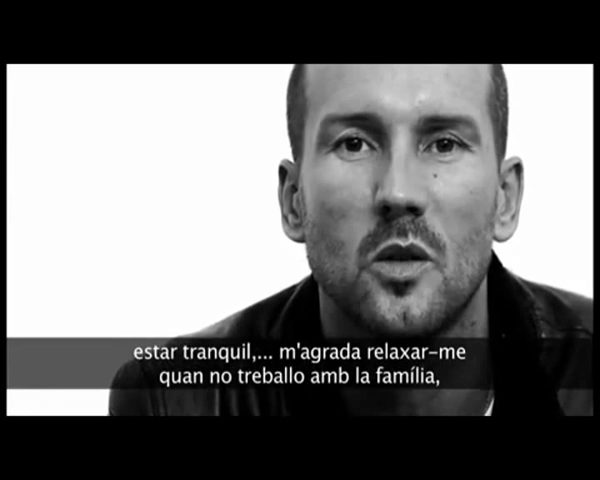 estar tranquil,... m'agrada relaxar-me
quan no treballo amb la família,